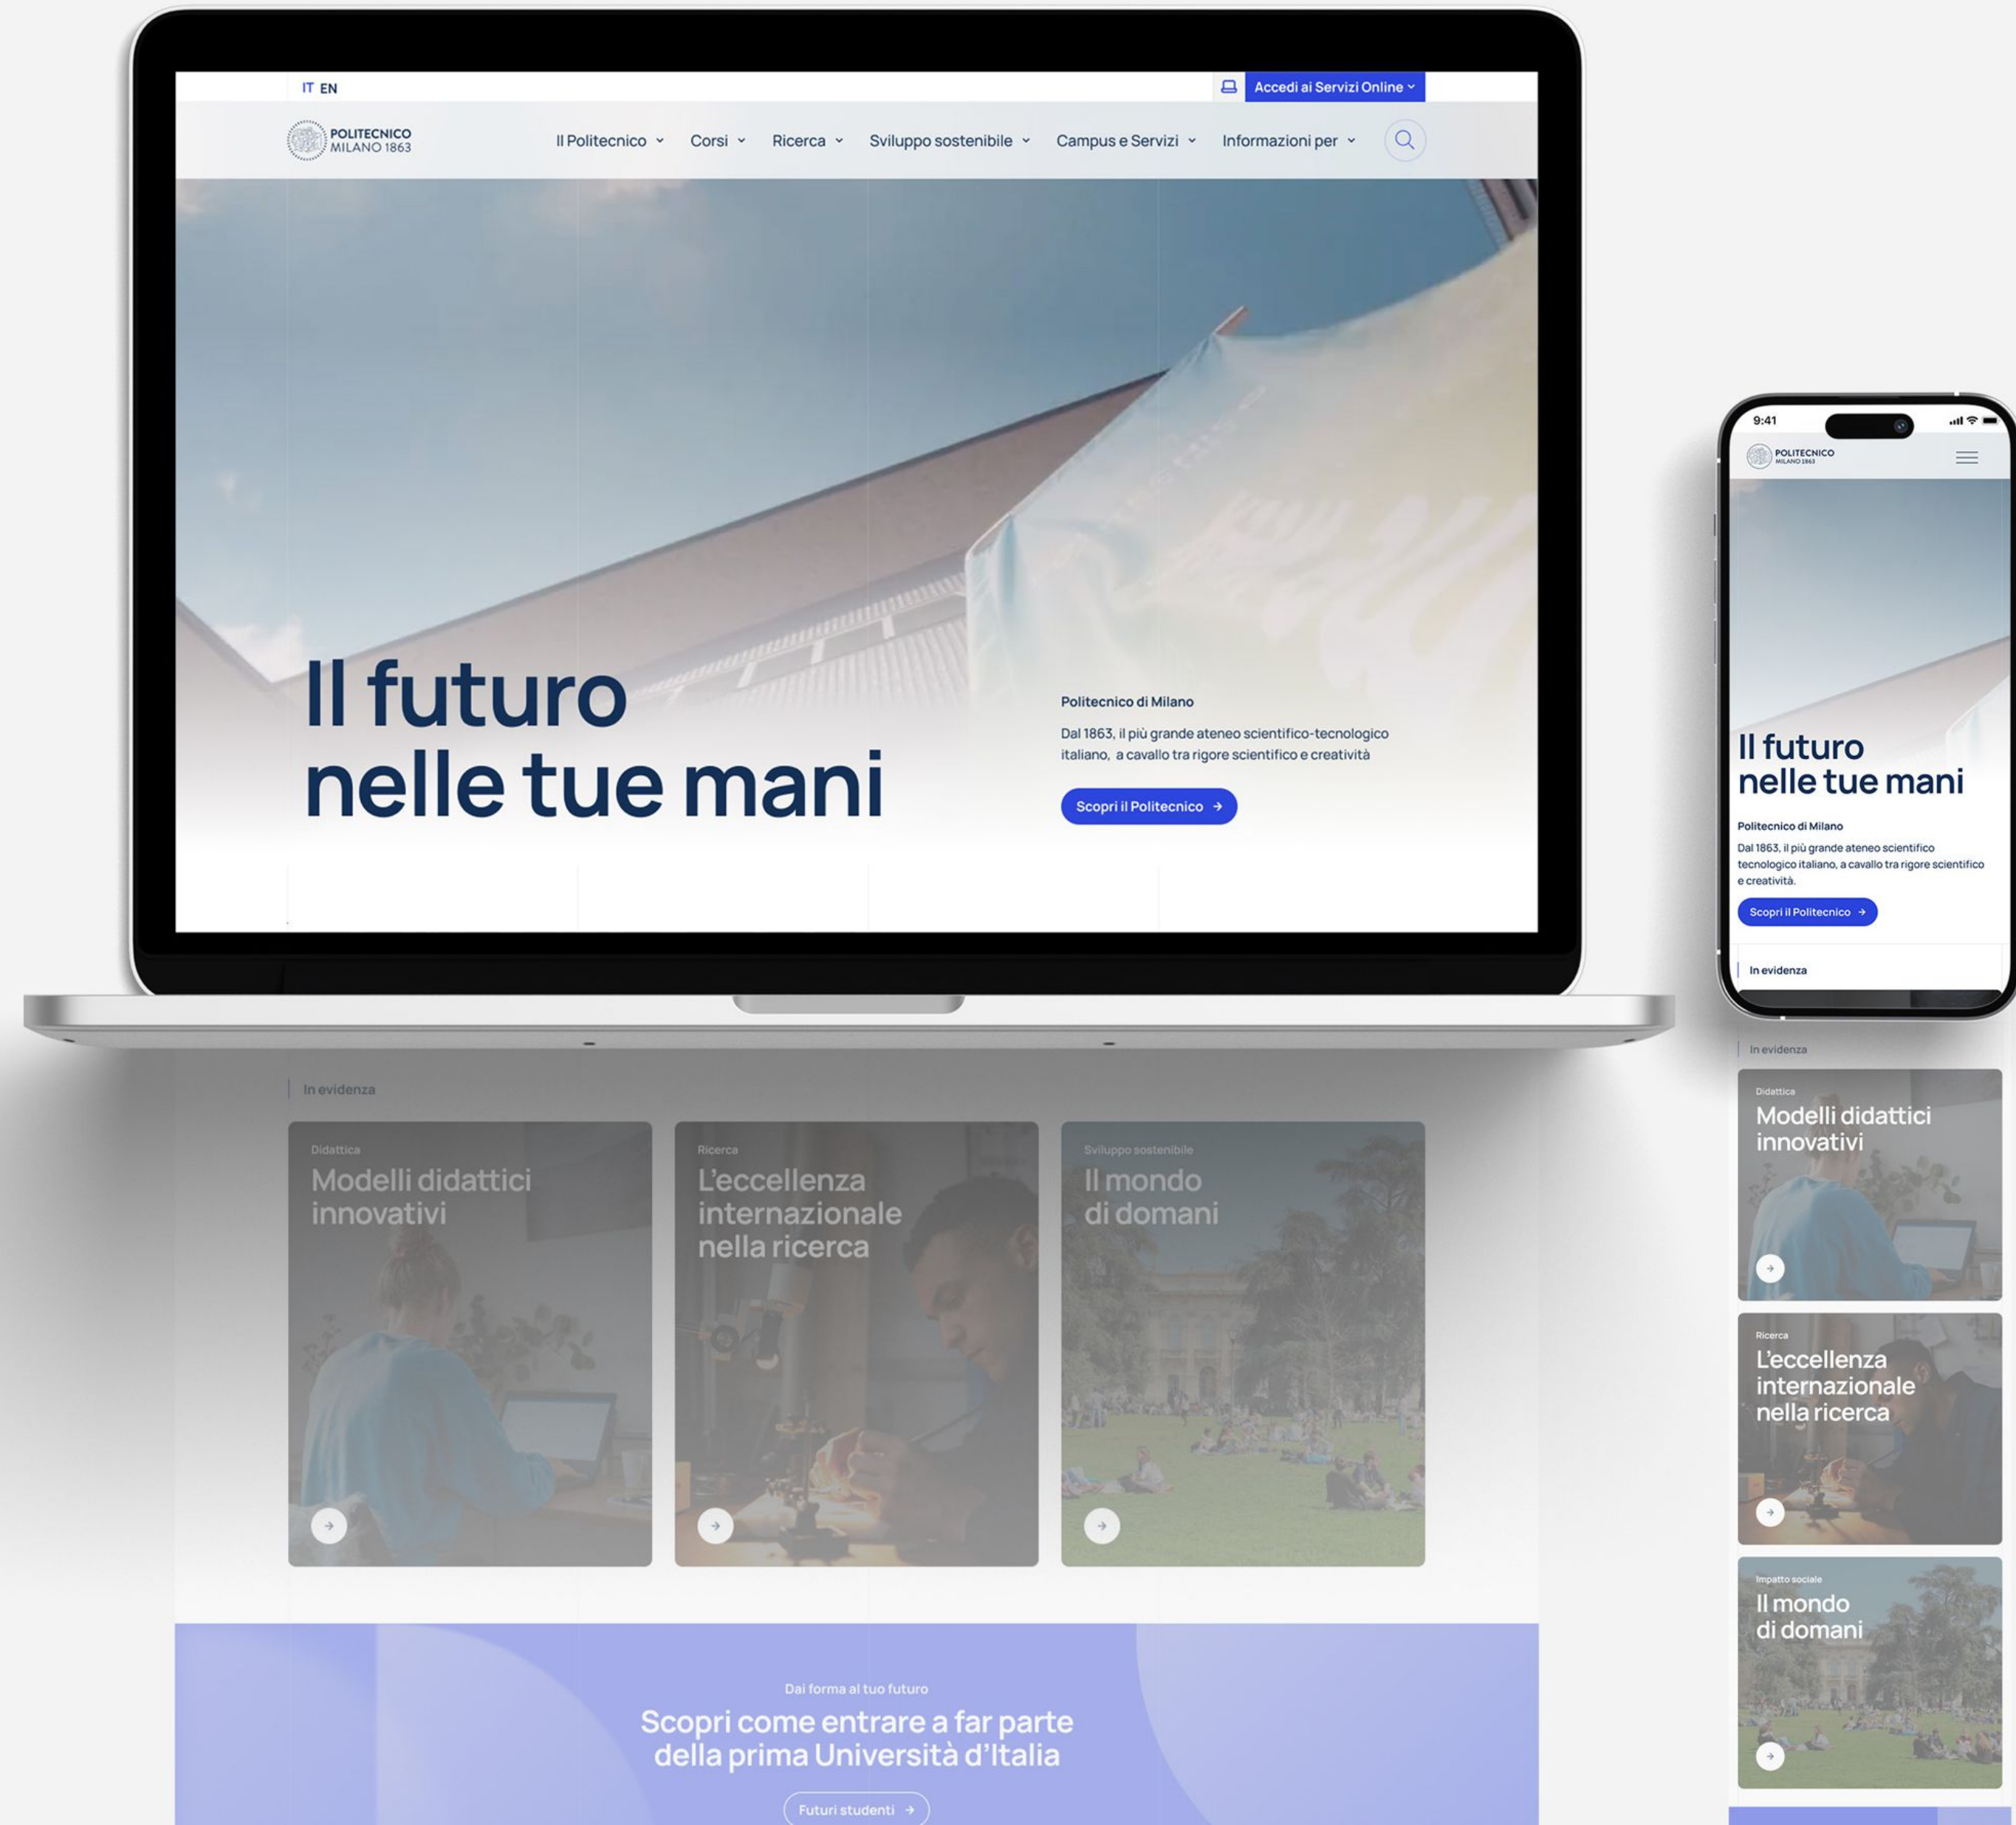 IT EN
Accedi ai Servizi Online
POLITECNICO
MILANO 1863
Il Politecnico
Corsi
Ricerca
Sviluppo sostenibile
Campus e Servizi
Informazioni per
Il futuro
nelle tue mani
Politecnico di Milano
Dal 1863, il più grande ateneo scientifico-tecnologico
italiano, a cavallo tra rigore scientifico e creatività
Scopri il Politecnico →
In evidenza
Didattica
Modelli didattici
innovativi
Ricerca
L'eccellenza
internazionale
nella ricerca
Sviluppo sostenibile
Il mondo
di domani
Dai forma al tuo futuro
Scopri come entrare a far parte
della prima Università d'Italia
Futuri studenti →
9:41
POLITECNICO
MILANO 1863
Il futuro
nelle tue mani
Politecnico di Milano
Dal 1863, il più grande ateneo scientifico
tecnologico italiano, a cavallo tra rigore scientifico
e creatività.
Scopri il Politecnico →
In evidenza
In evidenza
Didattica
Modelli didattici
innovativi
Ricerca
L'eccellenza
internazionale
nella ricerca
Impatto sociale
Il mondo
di domani